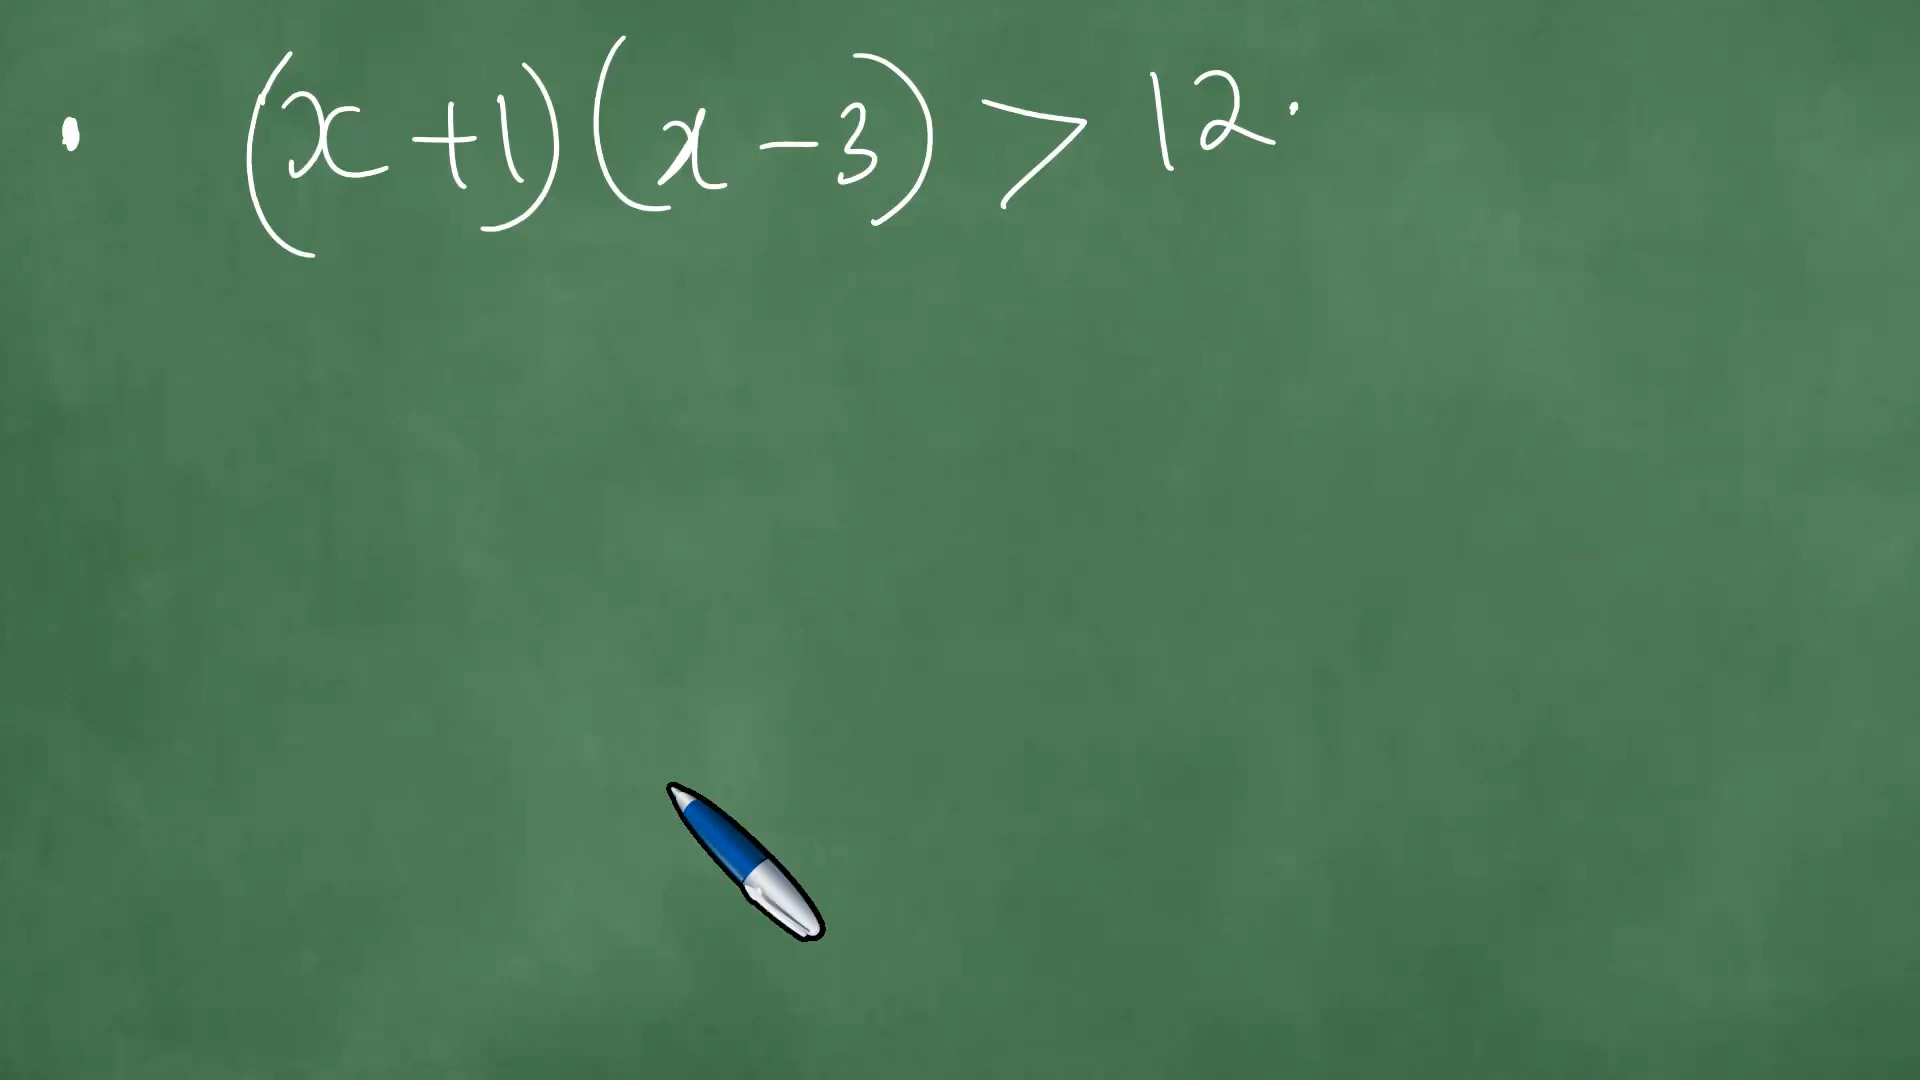 • (x+1)(x-3) > 12.